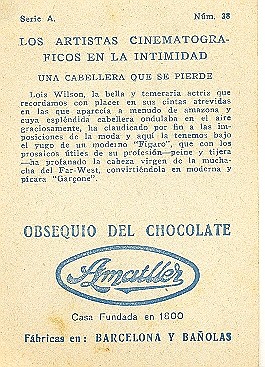 Serie A. Núm. 38
LOS ARTISTAS CINEMATOGRA-
FICOS EN LA INTIMIDAD
UNA CABELLERA QUE SE PIERDE
Lois Wilson, la bella y temeraria actriz que
recordamos con placer en sus cintas atrevidas
en las que aparecía a menudo de amazona y
cuya espléndida cabellera ondulaba en el aire
graciosamente, ha claudicado por fin a las im-
posiciones de la moda y aquí la tenemos bajo
el yugo de un moderno "Fígaro", que con los
prosaicos útiles de su profesión—peine y tijera
—ha profanado la cabeza virgen de la mucha-
cha del Far-West, convirtiéndola en moderna y
pícara "Garçone".
OBSEQUIO DEL CHOCOLATE
Amatller
Casa Fundada en 1800
Fábricas en: BARCELONA Y BAÑOLAS